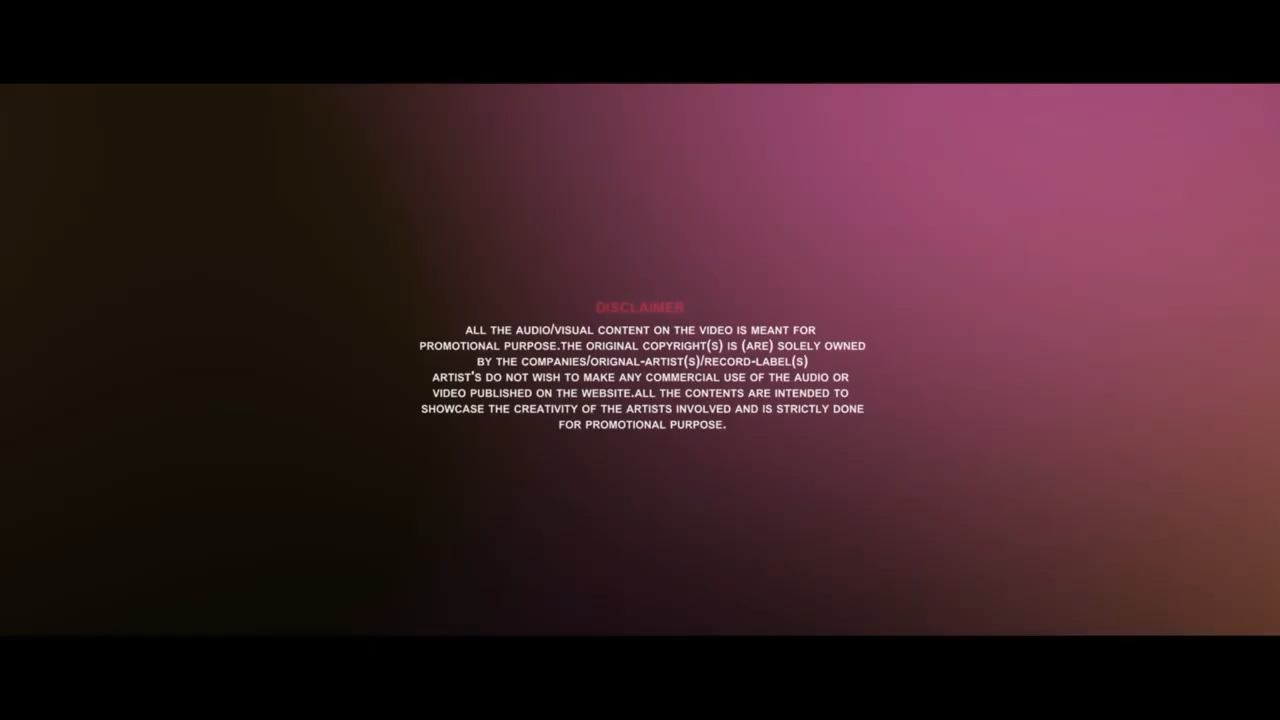 DISCLAIMER
ALL THE AUDIO/VISUAL CONTENT ON THE VIDEO IS MEANT FOR
PROMOTIONAL PURPOSE.THE ORIGINAL COPYRIGHT(S) IS (ARE) SOLELY OWNED
BY THE COMPANIES/ORIGNAL-ARTIST(S)/RECORD-LABEL(S)
ARTIST'S DO NOT WISH TO MAKE ANY COMMERCIAL USE OF THE AUDIO OR
VIDEO PUBLISHED ON THE WEBSITE.ALL THE CONTENTS ARE INTENDED TO
SHOWCASE THE CREATIVITY OF THE ARTISTS INVOLVED AND IS STRICTLY DONE
FOR PROMOTIONAL PURPOSE.